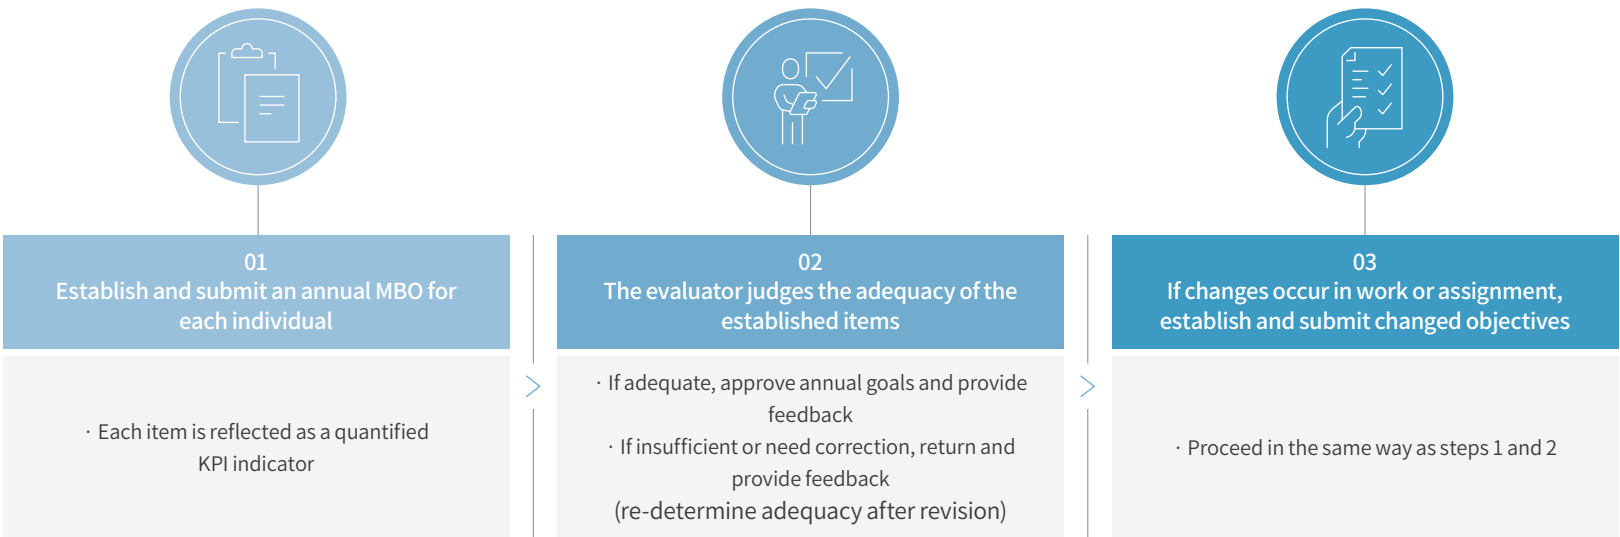 01
Establish and submit an annual MBO for
each individual
· Each item is reflected as a quantified
KPI indicator
02
The evaluator judges the adequacy of the
established items
· If adequate, approve annual goals and provide
feedback
· If insufficient or need correction, return and
provide feedback
(re-determine adequacy after revision)
03
If changes occur in work or assignment,
establish and submit changed objectives
· Proceed in the same way as steps 1 and 2